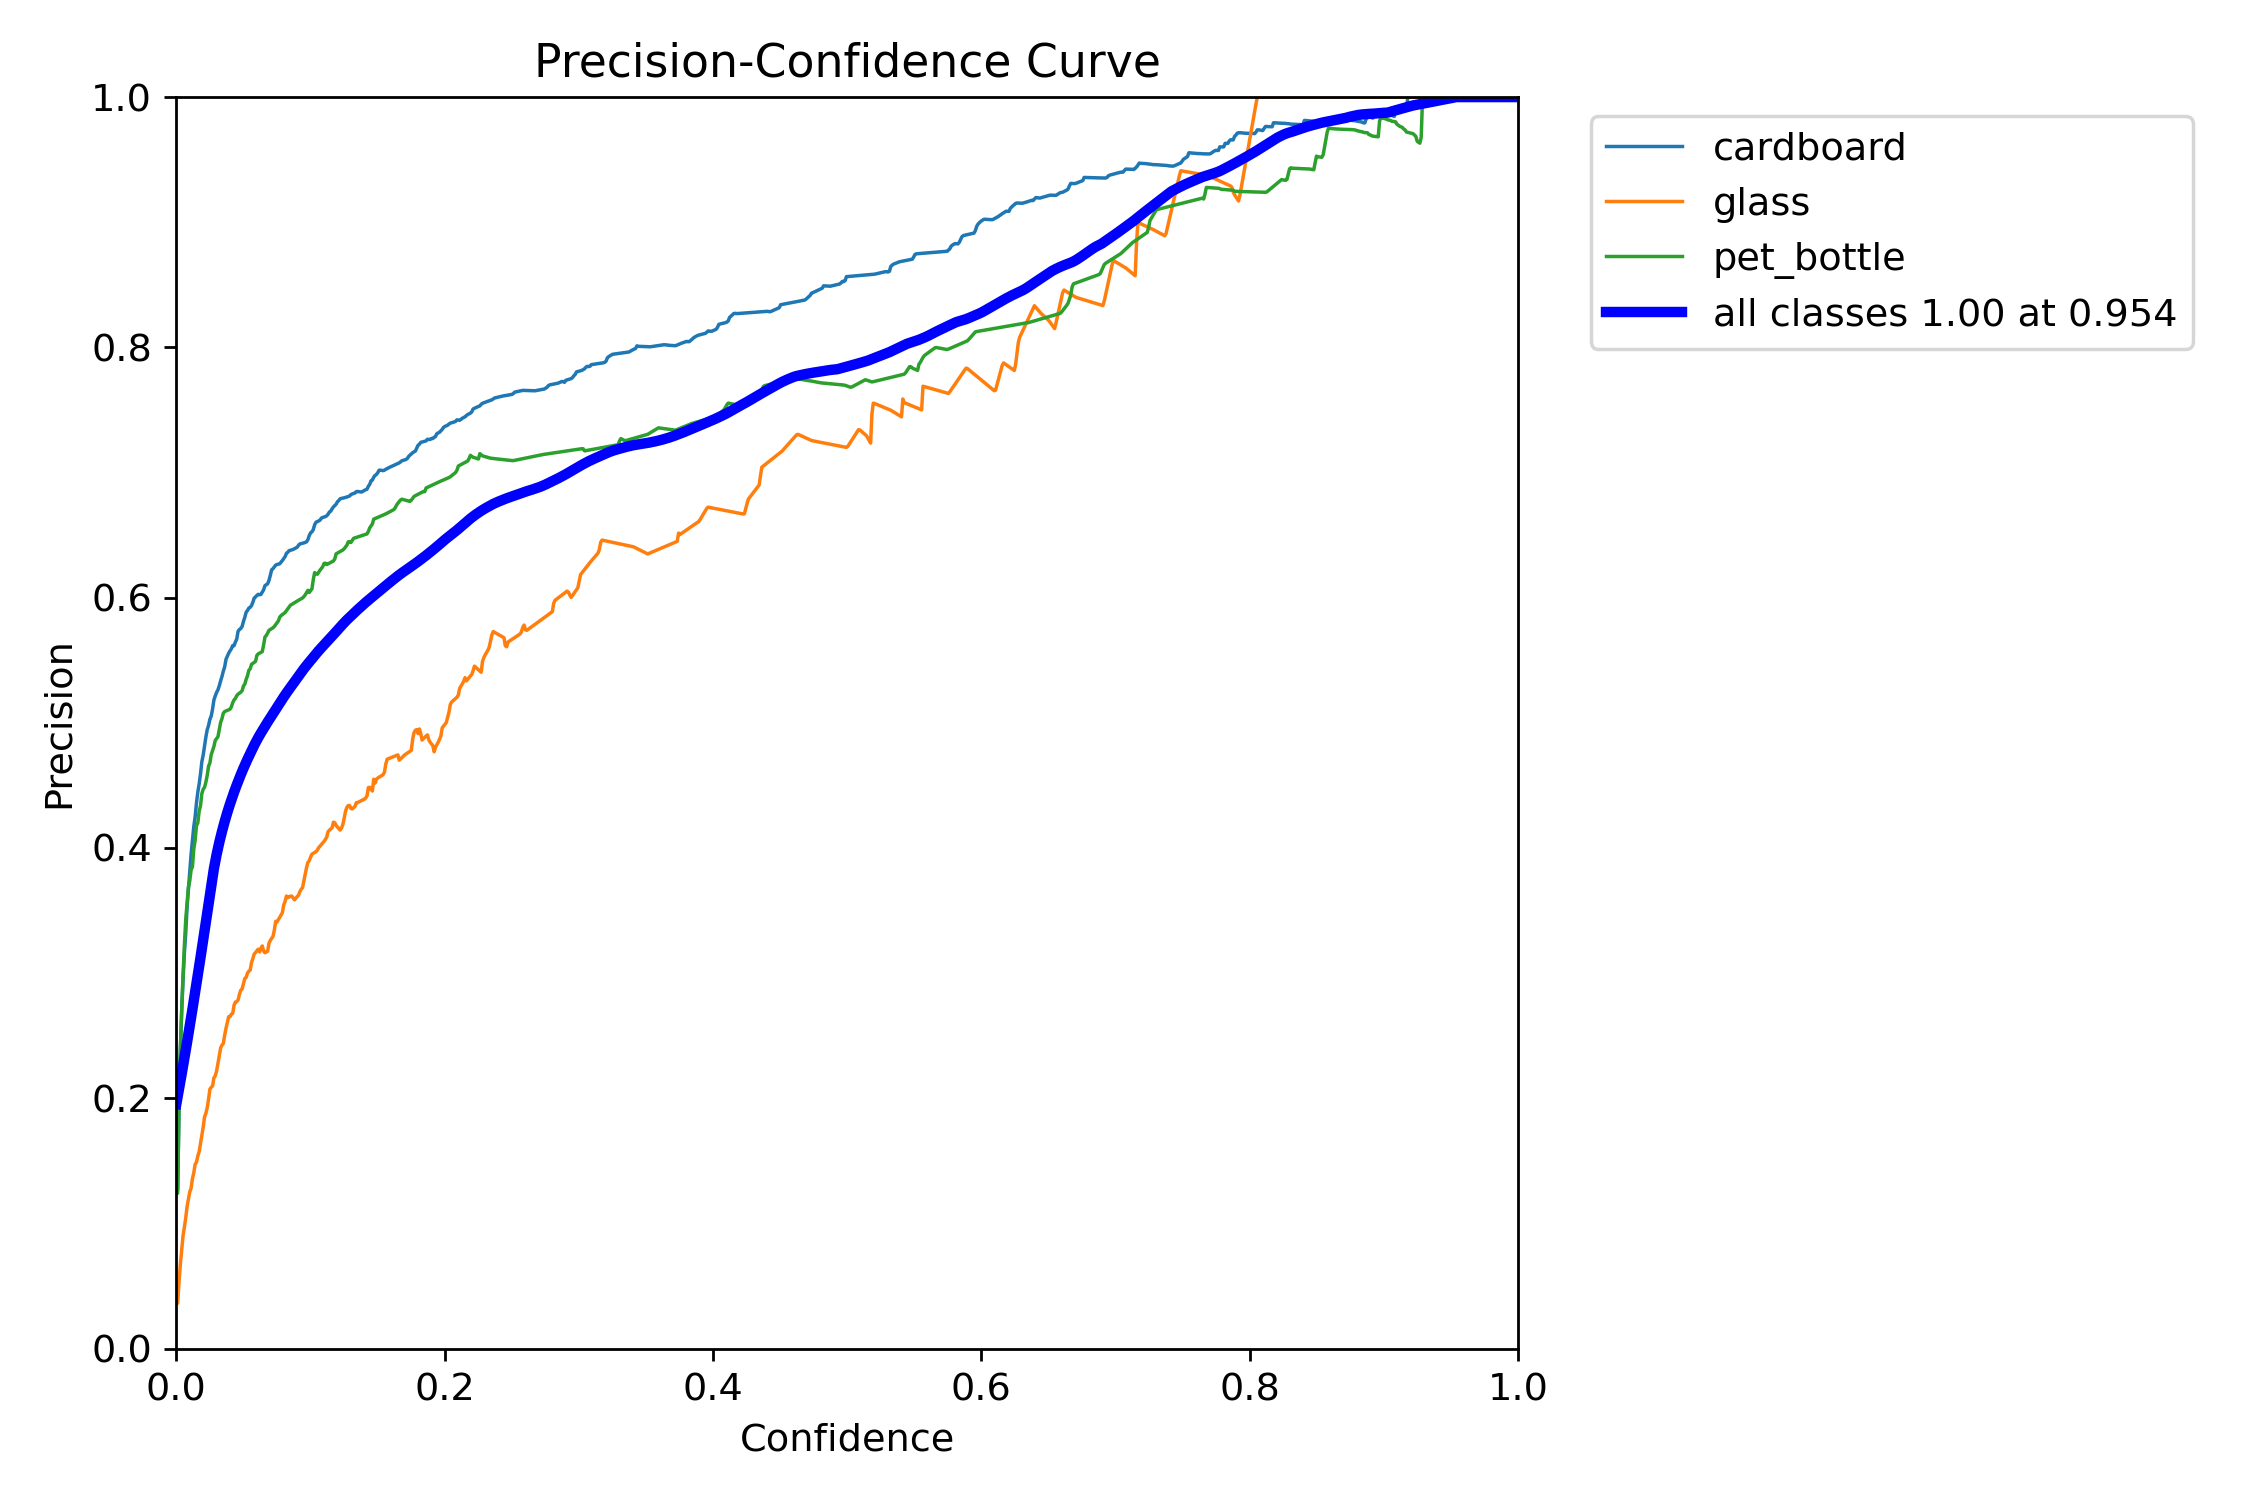 Precision-Confidence Curve
1.0
0.8
0.6
0.4
0.2
0.0
Precision
0.0 0.2 0.4 0.6 0.8 1.0
Confidence
cardboard
glass
pet_bottle
all classes 1.00 at 0.954